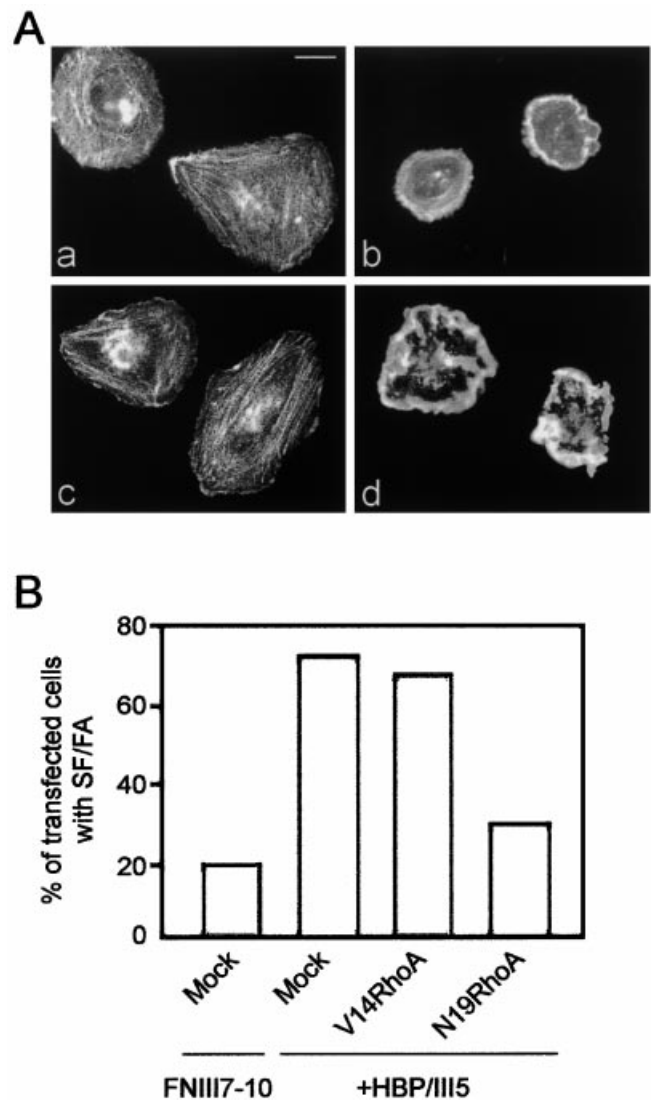 A
a
b
c
d
B
% of transfected cells
with SF/FA
80
60
40
20
0
Mock
Mock
V14RhoA
N19RhoA
FNIII7-10
+HBP/III5